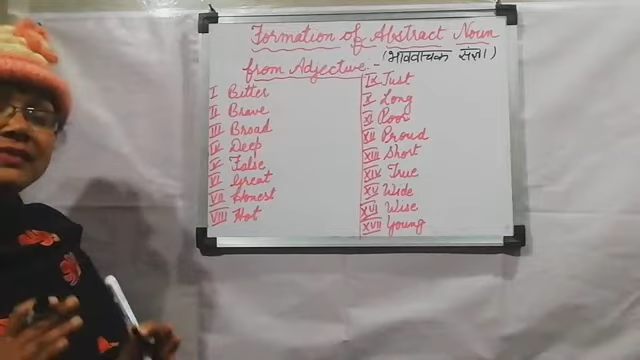 Formation of Abstract Noun
(भाववाचक संज्ञा)
from Adjective.-
I Bitter
II Brave
III Broad
IV Deep
V False
VI Great
VII Honest
VIII Hot
IX Just
X Long
XI Poor
XII Proud
XIII Short
XIV True
XV Wide
XVI Wise
XVII Young